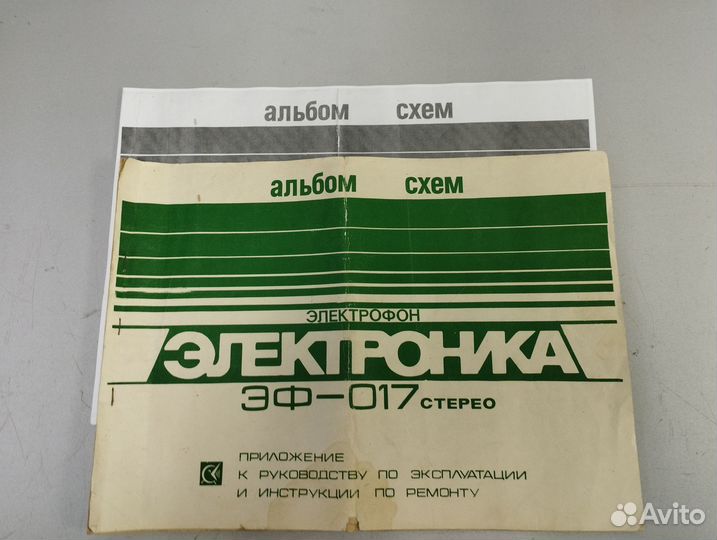 альбом схем
альбом схем
ЭЛЕКТРОФОН
ЭЛЕКТРОНИКА
ЭФ-017 СТЕРЕО
ПРИЛОЖЕНИЕ
К РУКОВОДСТВУ ПО ЭКСПЛУАТАЦИИ
И ИНСТРУКЦИИ ПО РЕМОНТУ
Avito